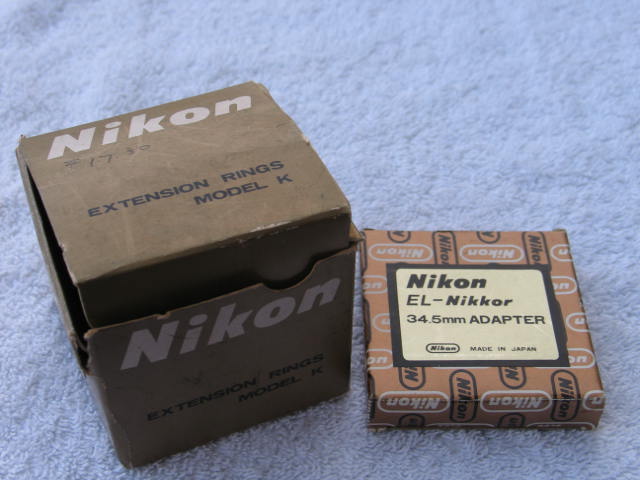 Nikon
EXTENSION RINGS
MODEL K
Nikon
EXTENSION RINGS
MODEL K
Nikon
EL-Nikkor
34.5mm ADAPTER
Nikon MADE IN JAPAN